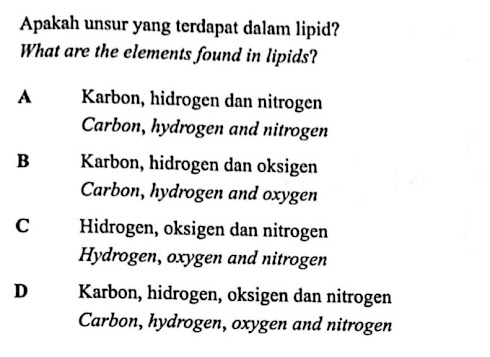 Apakah unsur yang terdapat dalam lipid?
What are the elements found in lipids?
A Karbon, hidrogen dan nitrogen
Carbon, hydrogen and nitrogen
B Karbon, hidrogen dan oksigen
Carbon, hydrogen and oxygen
C Hidrogen, oksigen dan nitrogen
Hydrogen, oxygen and nitrogen
D Karbon, hidrogen, oksigen dan nitrogen
Carbon, hydrogen, oxygen and nitrogen